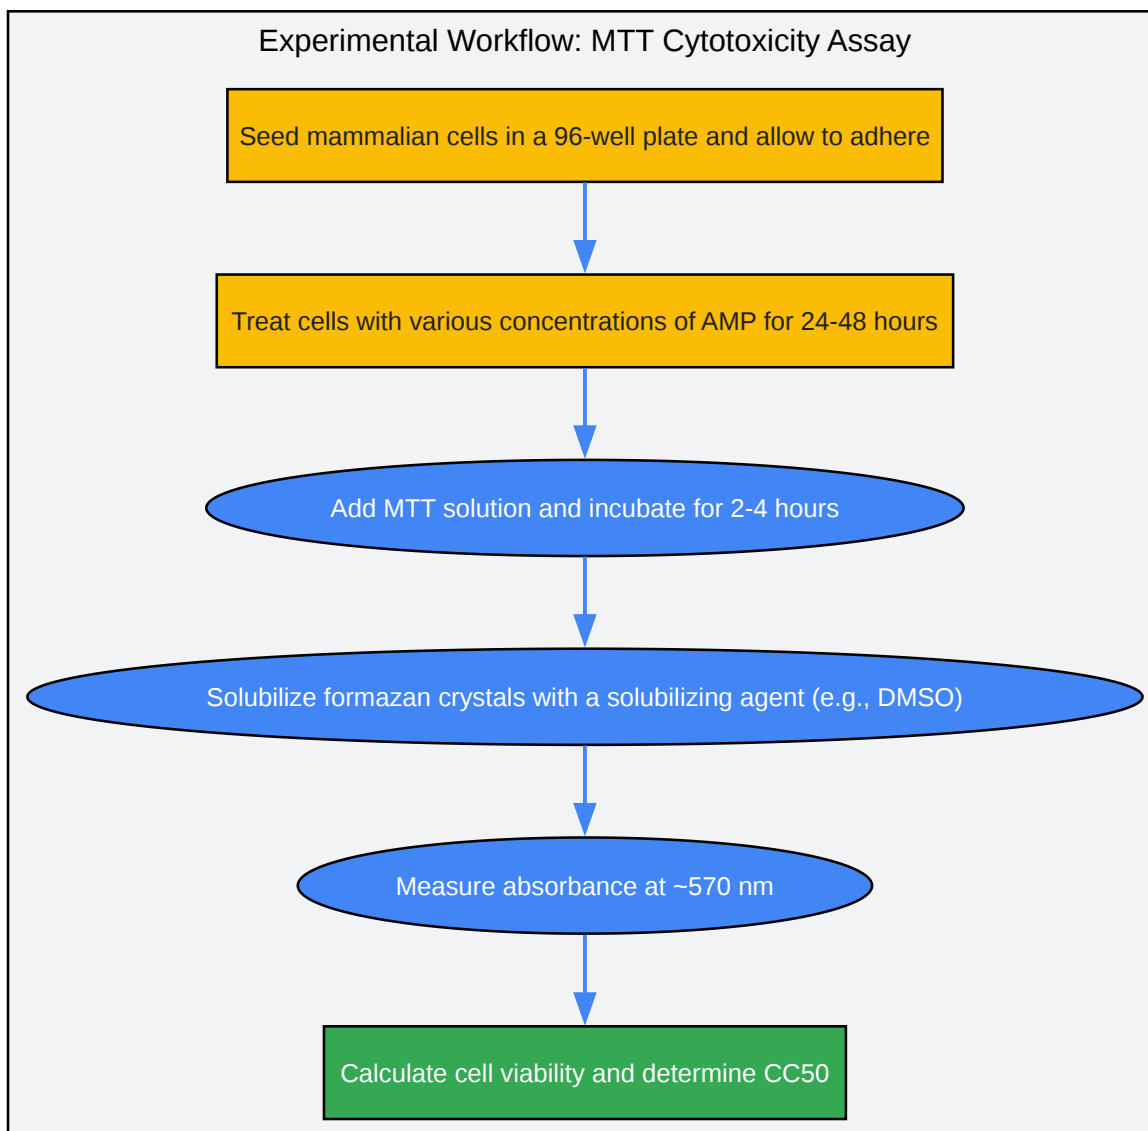 Experimental Workflow: MTT Cytotoxicity Assay
Seed mammalian cells in a 96-well plate and allow to adhere
Treat cells with various concentrations of AMP for 24-48 hours
Add MTT solution and incubate for 2-4 hours
Solubilize formazan crystals with a solubilizing agent (e.g., DMSO)
Measure absorbance at ~570 nm
Calculate cell viability and determine CC50